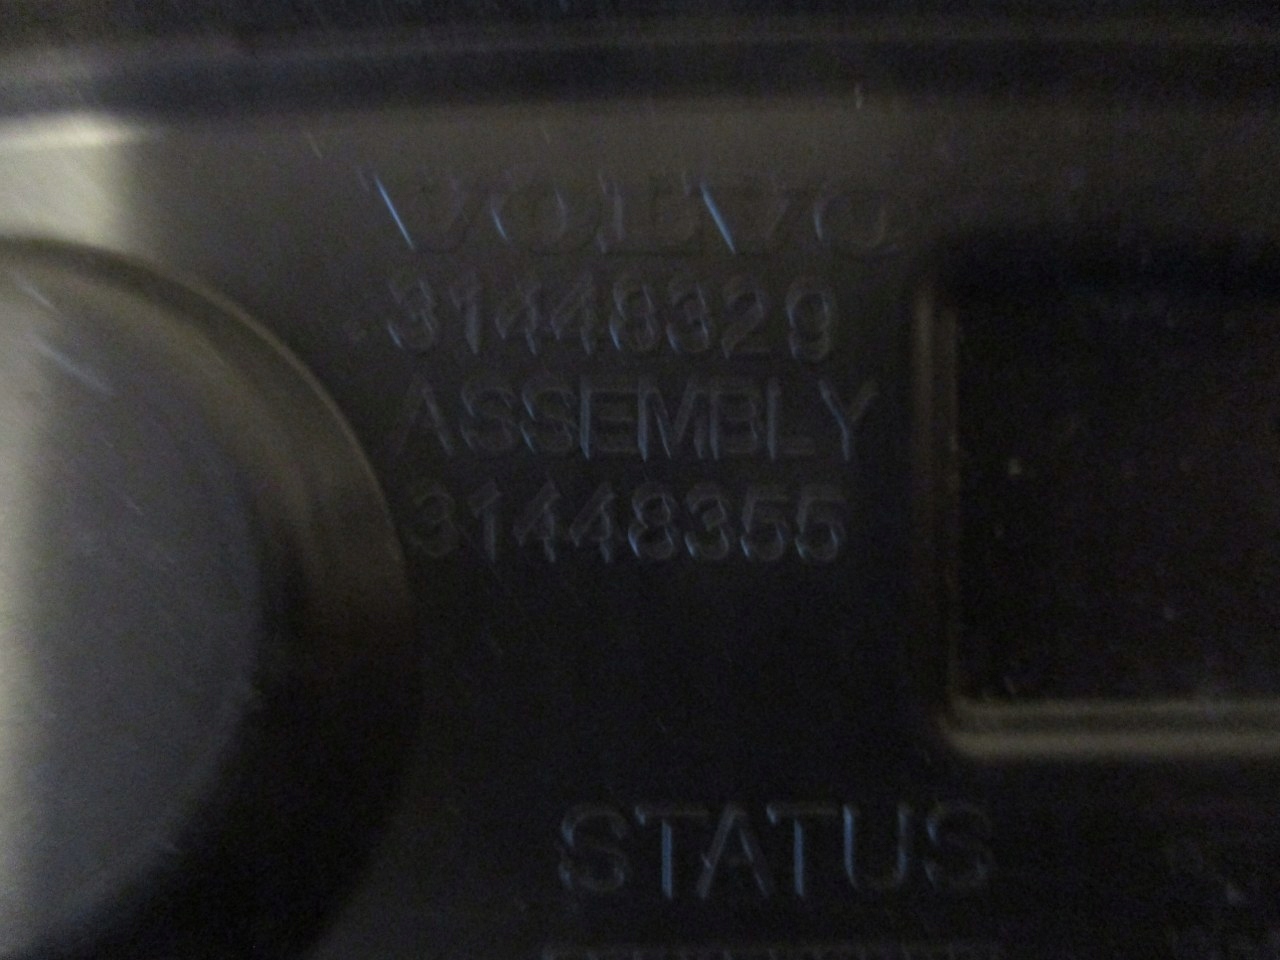 VOLVO
31448329
ASSEMBLY
31448355
STATUS